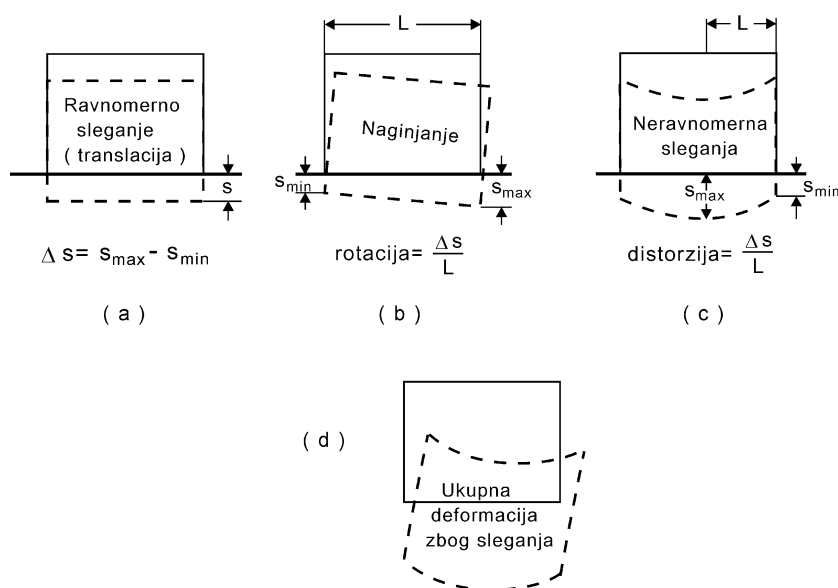 L
L
Ravnomerno
sleganje
( translacija )
Naginjanje
Neravnomerna
sleganja
s
s_min
s_max
s_max
s_min
Δ s= s_max - s_min
rotacija= Δs/L
distorzija= Δs/L
( a )
( b )
( c )
( d )
Ukupna
deformacija
zbog sleganja